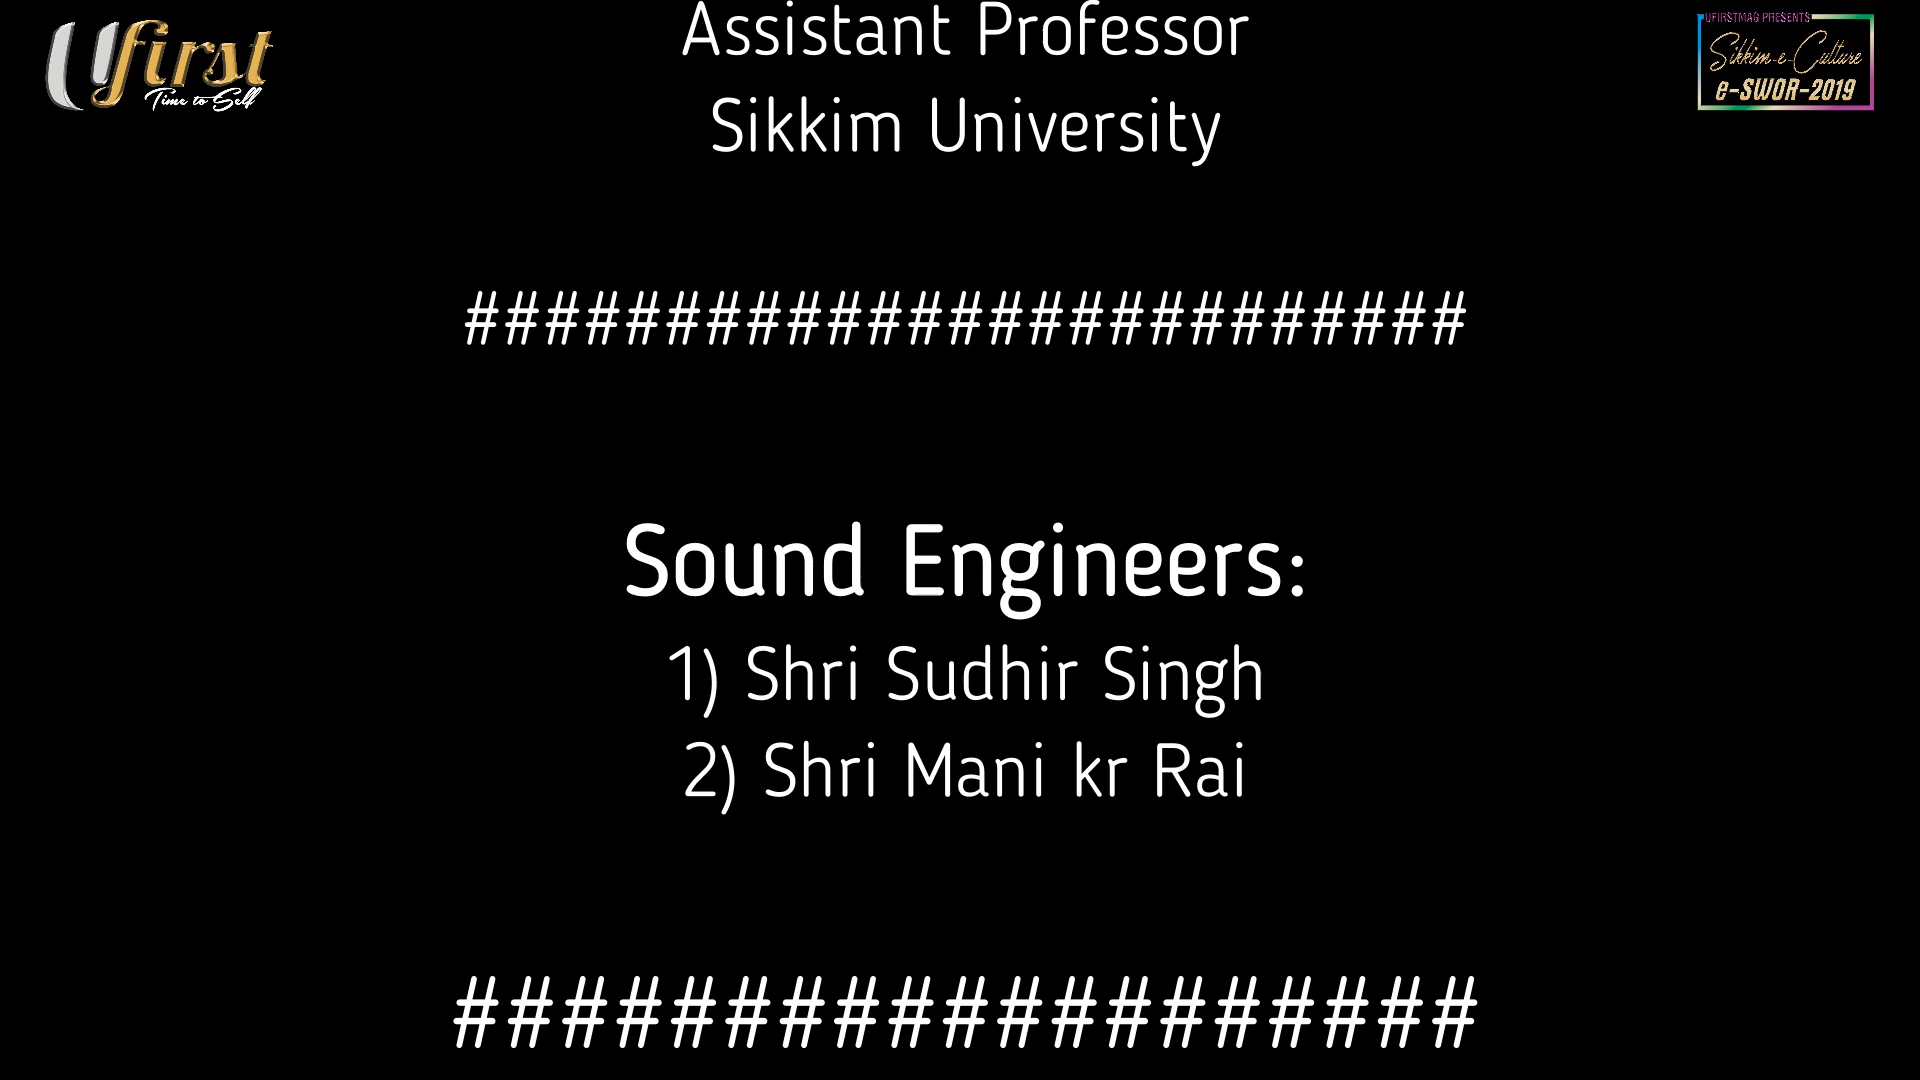 Ufirst
Time to Self
UFIRSTMAG PRESENTS
Sikkim-e-Culture
e-SWOR-2019
Assistant Professor
Sikkim University
#########################
Sound Engineers:
1) Shri Sudhir Singh
2) Shri Mani kr Rai
###################